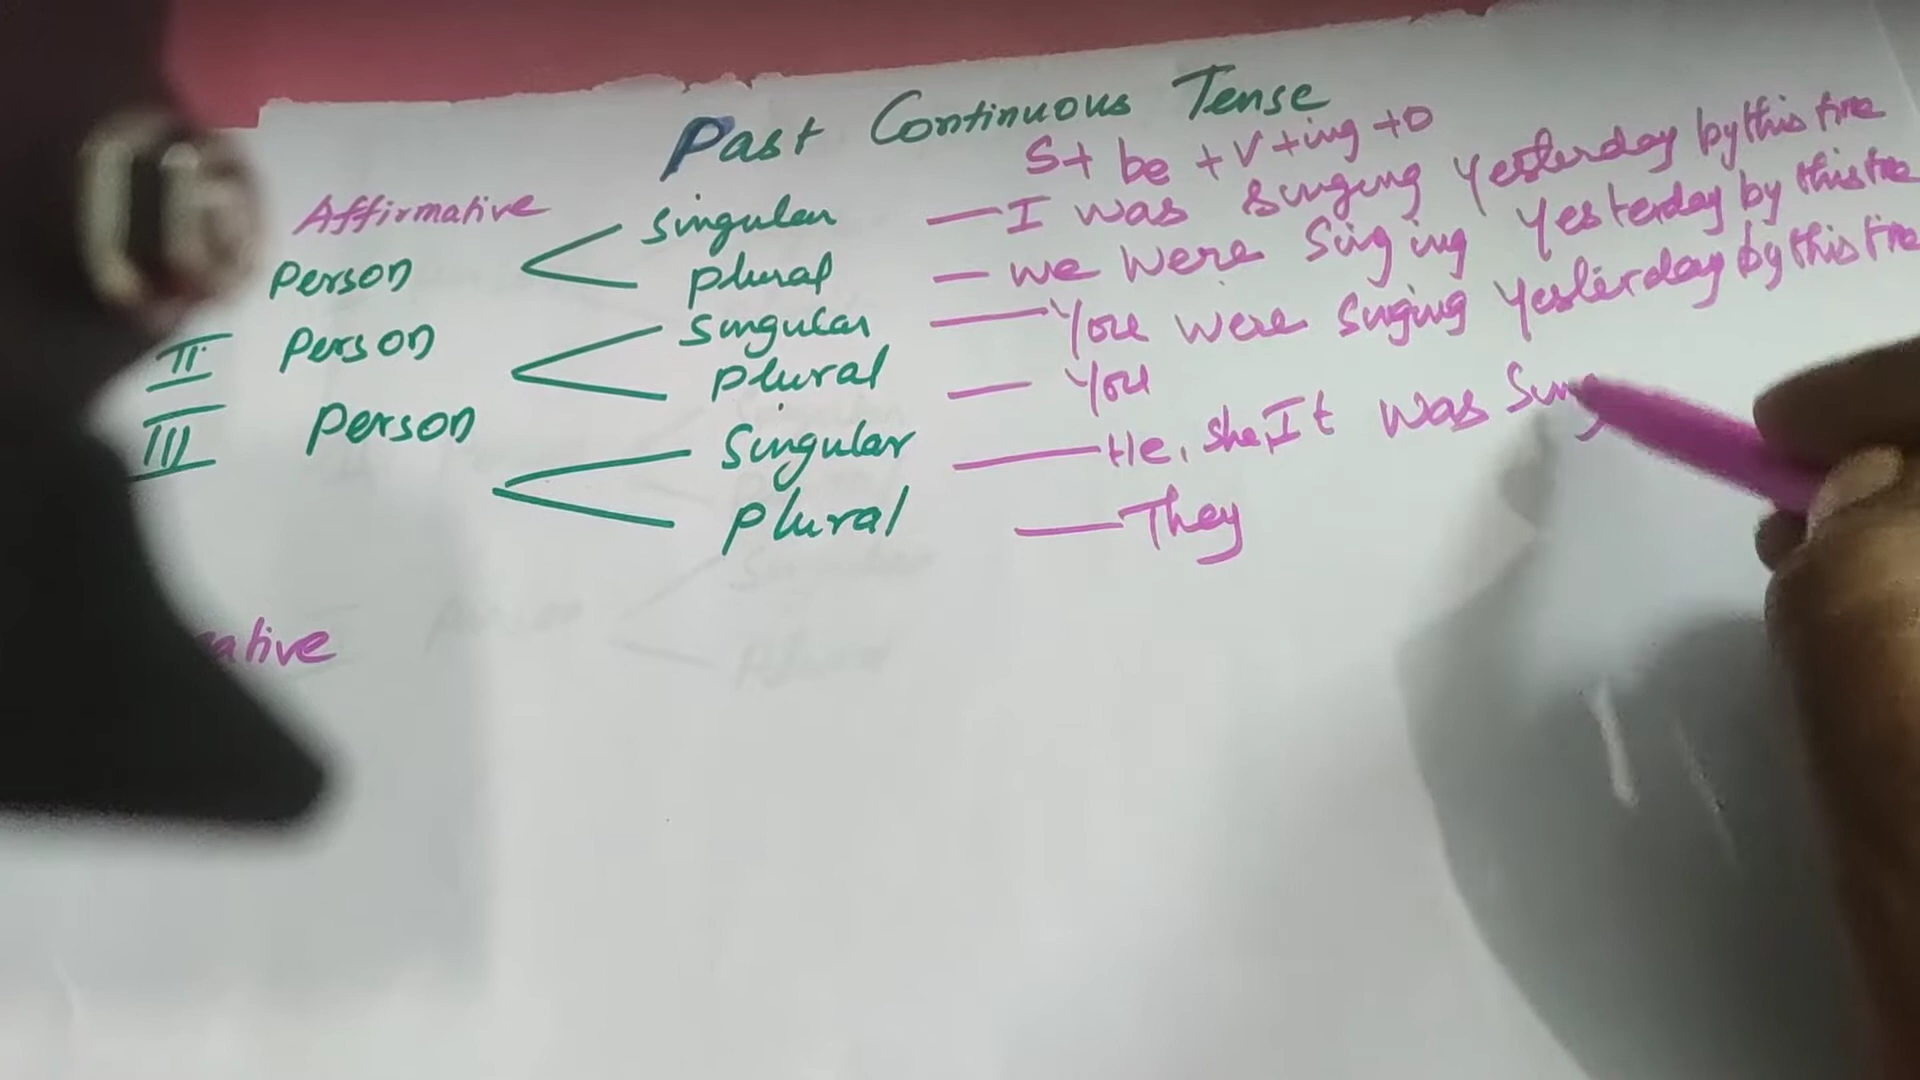 Past Continuous Tense
S+ be +V+ing+O
Affirmative
Person
singular — I was singing Yesterday by this time
plural — we were singing Yesterday by this time
II Person
singular — You were singing Yesterday by this
plural — You
III Person
Singular — He, she, It was
plural — They